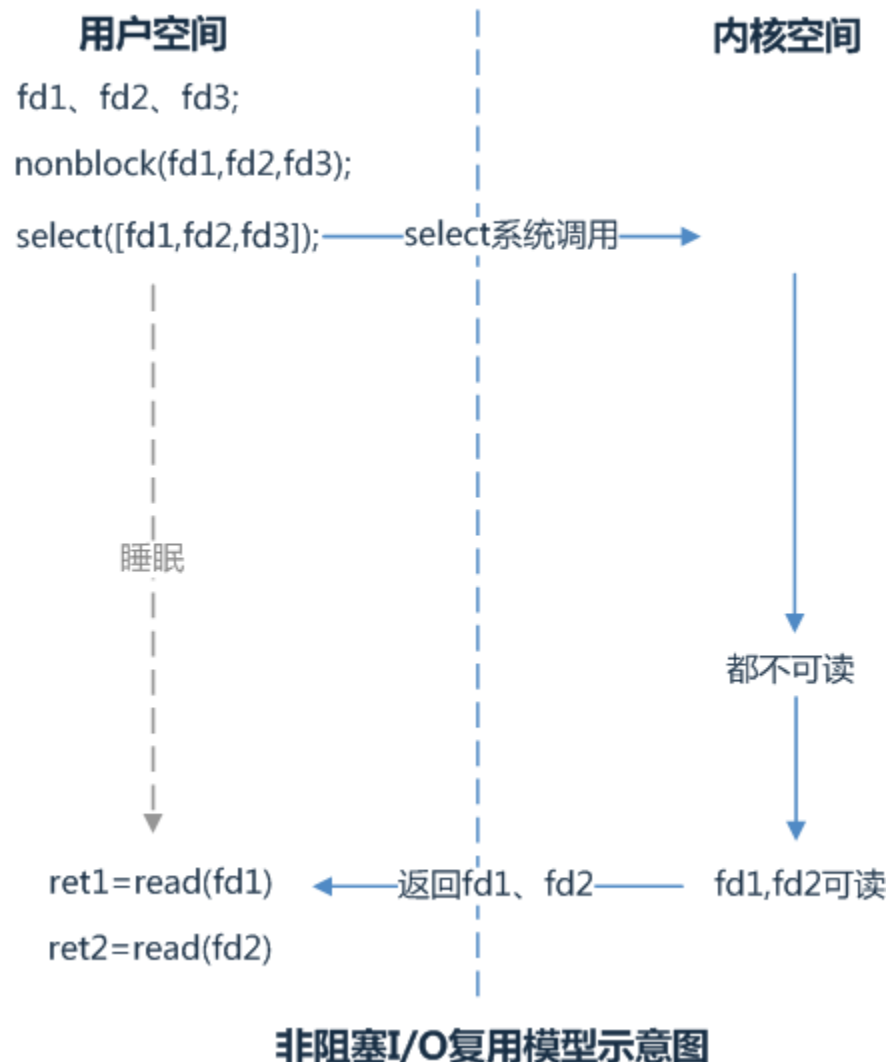 用户空间
内核空间
fd1、fd2、fd3;
nonblock(fd1,fd2,fd3);
select([fd1,fd2,fd3]);
select系统调用
睡眠
都不可读
ret1=read(fd1)
返回fd1、fd2
fd1,fd2可读
ret2=read(fd2)
非阻塞I/O复用模型示意图